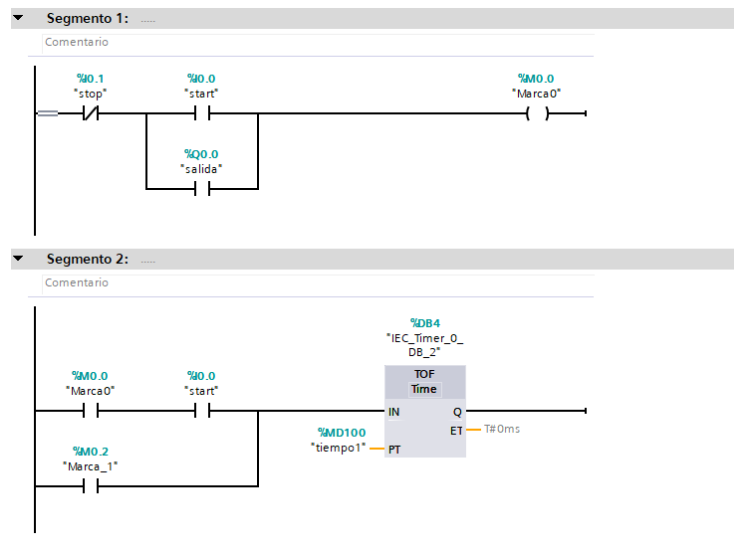 Segmento 1: .....
Comentario
%I0.1
"stop"
%I0.0
"start"
%M0.0
"Marca0"
%Q0.0
"salida"
Segmento 2: .....
Comentario
%DB4
"IEC_Timer_0_
DB_2"
TOF
Time
%M0.0
"Marca0"
%I0.0
"start"
IN
Q
ET
T#0ms
%MD100
"tiempo1"
PT
%M0.2
"Marca_1"